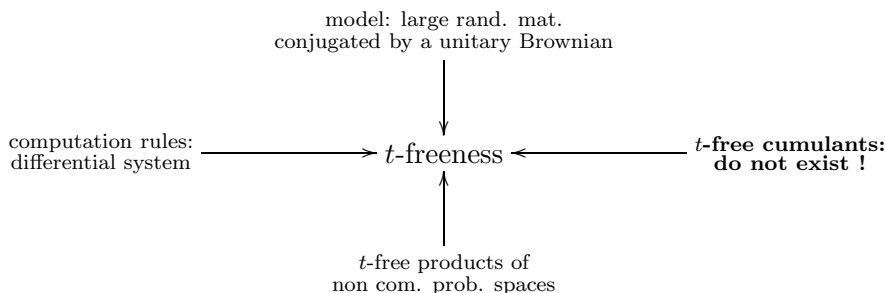 model: large rand. mat.
conjugated by a unitary Brownian
computation rules:
differential system
t-freeness
t-free cumulants:
do not exist !
t-free products of
non com. prob. spaces